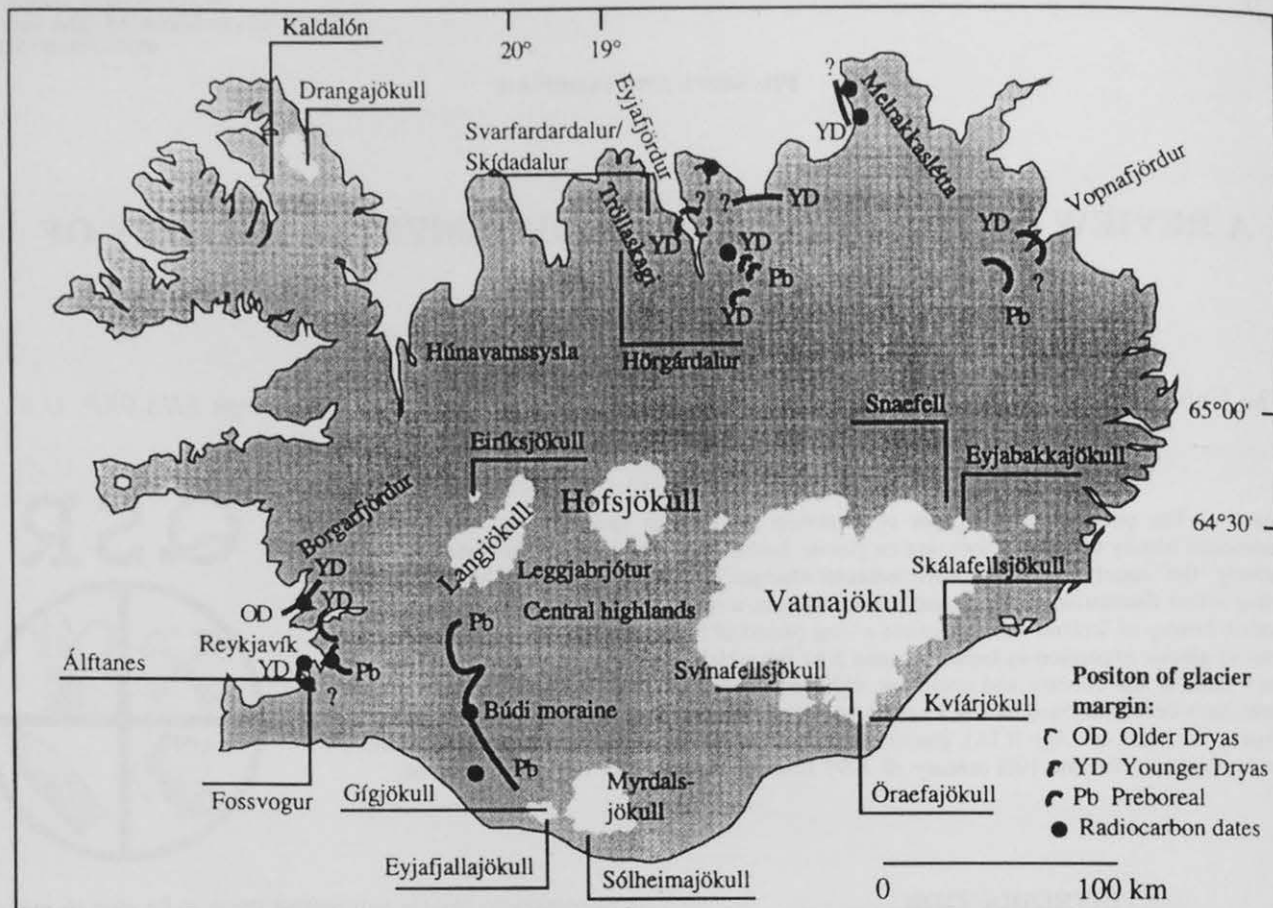 Kaldalón
20°
19°
Drangajökull
Eyjafjördur
?
Melrakkaslétta
Svarfardardalur/
Skídadalur
YD
Vopnafjördur
Tröllaskagi
?
?
YD
YD
?
YD
YD
Pb
?
YD
Pb
Húnavatnssysla
Hörgárdalur
Snaefell
65°00'
Eiríksjökull
Eyjabakkajökull
Hofsjökull
Borgarfjördur
Langjökull
64°30'
Leggjabrjótur
Skálafellsjökull
YD
Vatnajökull
OD
YD
Central highlands
Pb
Reykjavík
Álftanes
YD
Pb
?
Svínafellsjökull
Positon of glacier
margin:
Búdi moraine
Kvíárjökull
OD Older Dryas
YD Younger Dryas
Pb
Fossvogur
Gígjökull
Myrdals-
jökull
Öraefajökull
Pb Preboreal
Radiocarbon dates
Eyjafjallajökull
Sólheimajökull
0
100 km